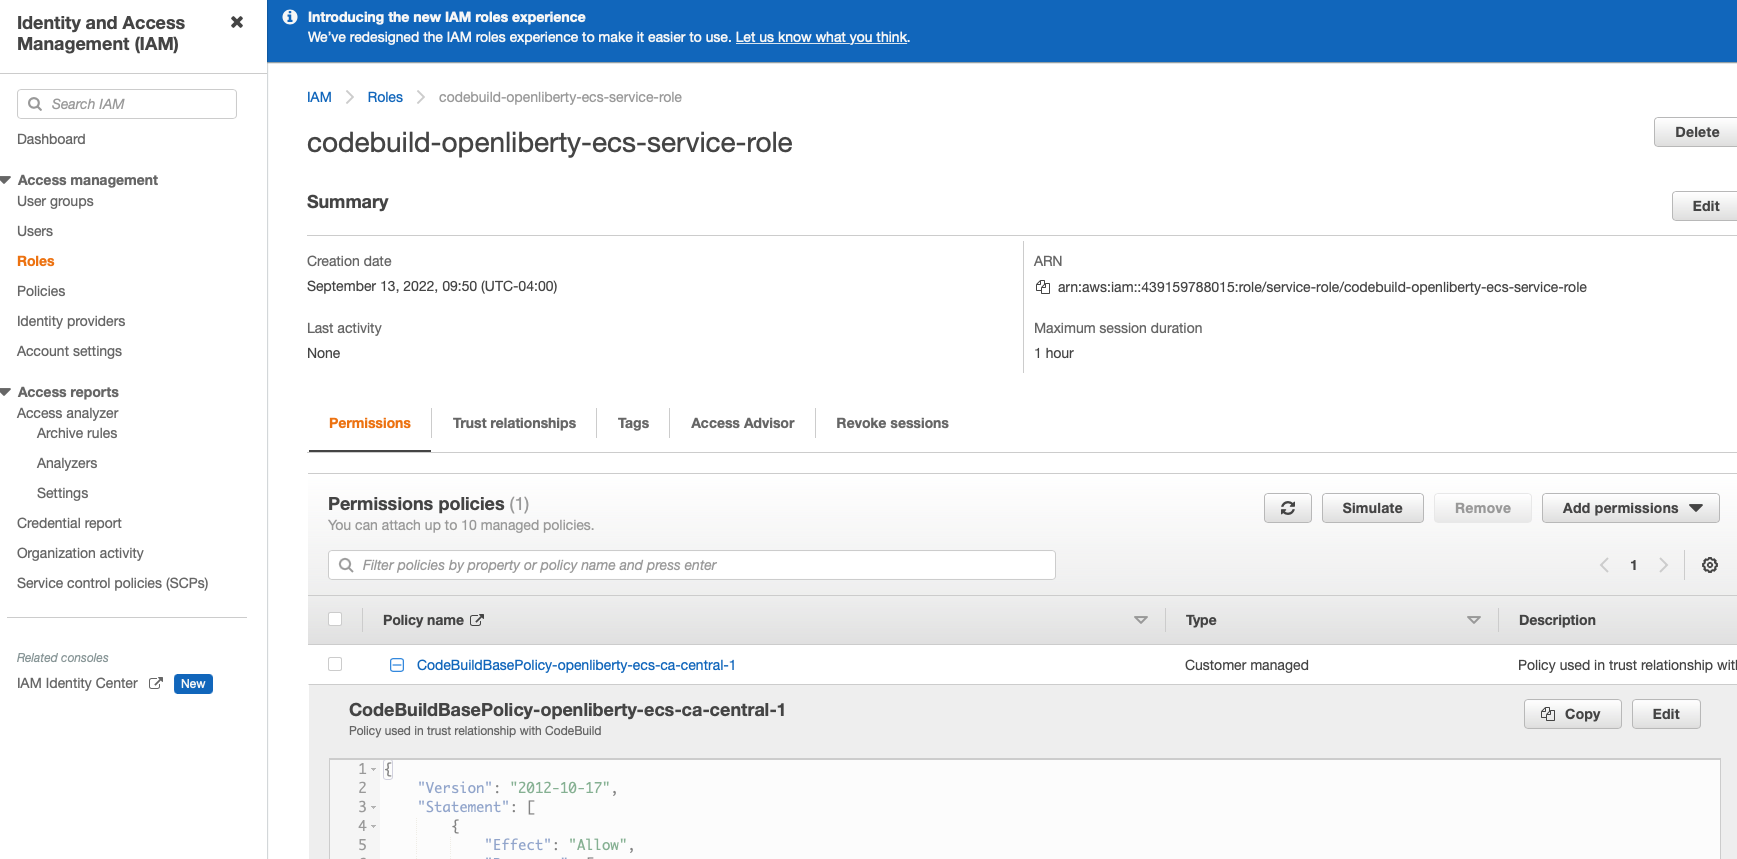 Identity and Access
Management (IAM)
Search IAM
Dashboard
Access management
User groups
Users
Roles
Policies
Identity providers
Account settings
Access reports
Access analyzer
Archive rules
Analyzers
Settings
Credential report
Organization activity
Service control policies (SCPs)
Related consoles
IAM Identity Center New
Introducing the new IAM roles experience
We've redesigned the IAM roles experience to make it easier to use. Let us know what you think.
IAM Roles codebuild-openliberty-ecs-service-role
codebuild-openliberty-ecs-service-role
Delete
Summary
Edit
Creation date
September 13, 2022, 09:50 (UTC-04:00)
ARN
arn:aws:iam::439159788015:role/service-role/codebuild-openliberty-ecs-service-role
Last activity
None
Maximum session duration
1 hour
Permissions Trust relationships Tags Access Advisor Revoke sessions
Permissions policies (1)
You can attach up to 10 managed policies.
Simulate Remove Add permissions
Filter policies by property or policy name and press enter
1
Policy name Type Description
CodeBuildBasePolicy-openliberty-ecs-ca-central-1 Customer managed Policy used in trust relationship wit
CodeBuildBasePolicy-openliberty-ecs-ca-central-1
Policy used in trust relationship with CodeBuild
Copy Edit
1 {
2 "Version": "2012-10-17",
3 "Statement": [
4 {
5 "Effect": "Allow",